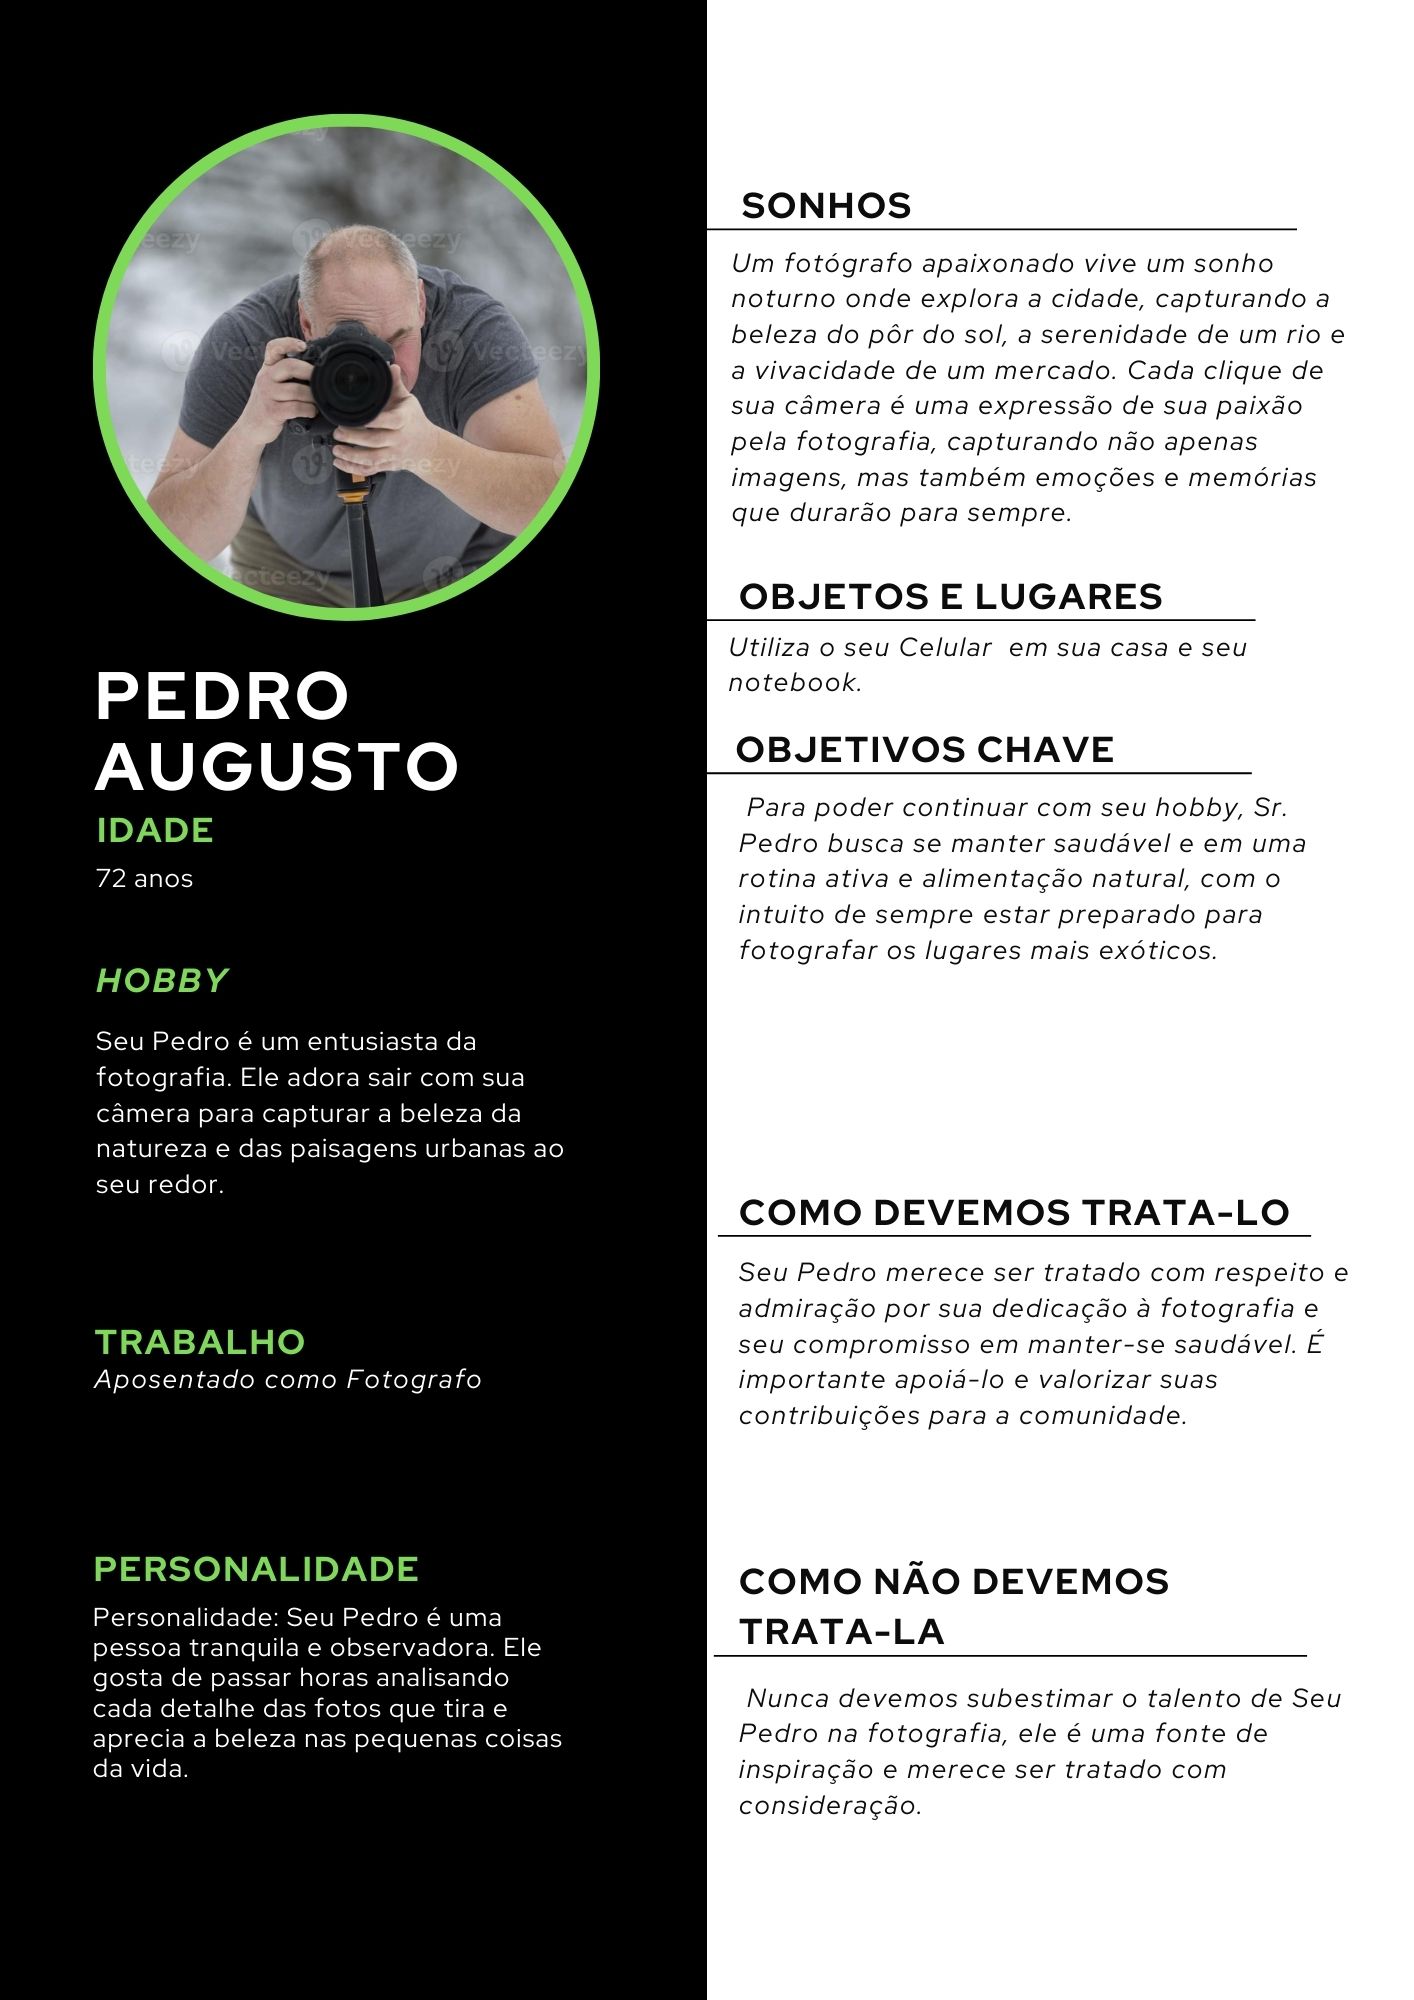 PEDRO
AUGUSTO
IDADE
72 anos
HOBBY
Seu Pedro é um entusiasta da
fotografia. Ele adora sair com sua
câmera para capturar a beleza da
natureza e das paisagens urbanas ao
seu redor.
TRABALHO
Aposentado como Fotografo
PERSONALIDADE
Personalidade: Seu Pedro é uma
pessoa tranquila e observadora. Ele
gosta de passar horas analisando
cada detalhe das fotos que tira e
aprecia a beleza nas pequenas coisas
da vida.
SONHOS
Um fotógrafo apaixonado vive um sonho
noturno onde explora a cidade, capturando a
beleza do pôr do sol, a serenidade de um rio e
a vivacidade de um mercado. Cada clique de
sua câmera é uma expressão de sua paixão
pela fotografia, capturando não apenas
imagens, mas também emoções e memórias
que durarão para sempre.
OBJETOS E LUGARES
Utiliza o seu Celular em sua casa e seu
notebook.
OBJETIVOS CHAVE
Para poder continuar com seu hobby, Sr.
Pedro busca se manter saudável e em uma
rotina ativa e alimentação natural, com o
intuito de sempre estar preparado para
fotografar os lugares mais exóticos.
COMO DEVEMOS TRATA-LO
Seu Pedro merece ser tratado com respeito e
admiração por sua dedicação à fotografia e
seu compromisso em manter-se saudável. É
importante apoiá-lo e valorizar suas
contribuições para a comunidade.
COMO NÃO DEVEMOS
TRATA-LA
Nunca devemos subestimar o talento de Seu
Pedro na fotografia, ele é uma fonte de
inspiração e merece ser tratado com
consideração.